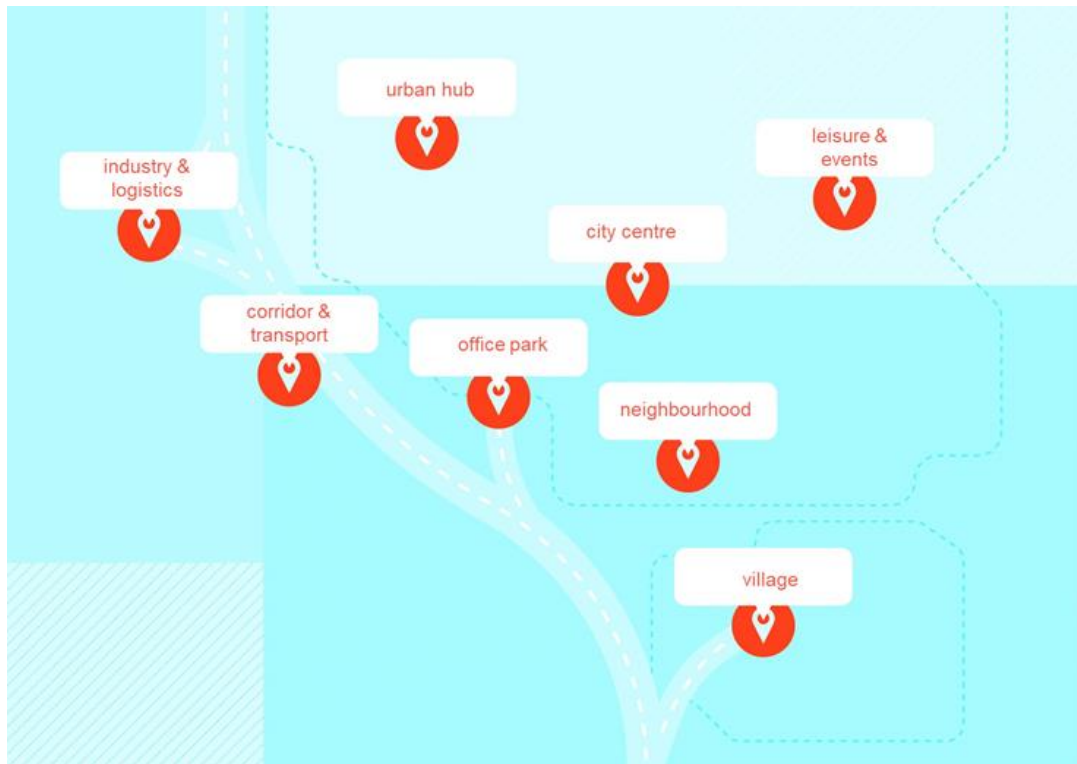 urban hub
leisure &
events
industry &
logistics
city centre
corridor &
transport
office park
neighbourhood
village